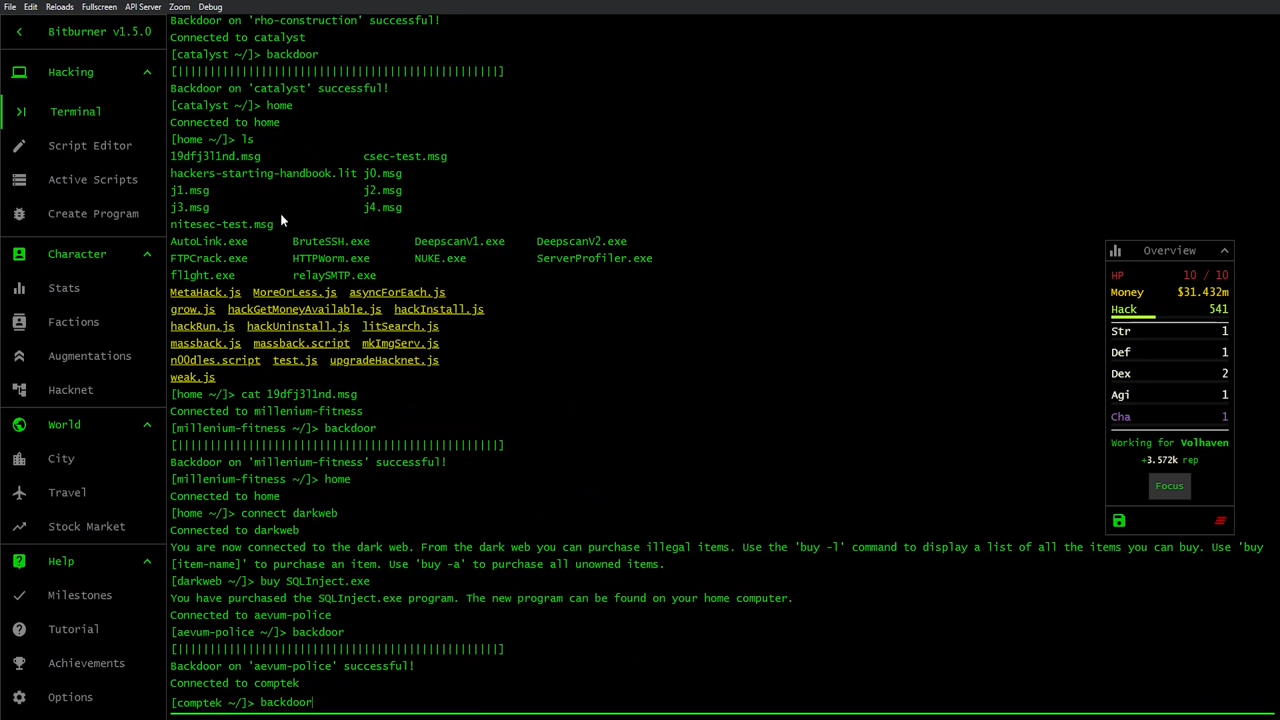 File Edit Reloads Fullscreen API Server Zoom Debug
Bitburner v1.5.0
Hacking
Terminal
Script Editor
Active Scripts
Create Program
Character
Stats
Factions
Augmentations
Hacknet
World
City
Travel
Stock Market
Help
Milestones
Tutorial
Achievements
Options
Backdoor on 'rho-construction' successful!
Connected to catalyst
[catalyst ~/]> backdoor
[||||||||||||||||||||||||||||||||||||||||||||||||||]
Backdoor on 'catalyst' successful!
[catalyst ~/]> home
Connected to home
[home ~/]> ls
19dfj3l1nd.msg csec-test.msg
hackers-starting-handbook.lit j0.msg
j1.msg j2.msg
j3.msg j4.msg
nitesec-test.msg
AutoLink.exe BruteSSH.exe DeepscanV1.exe DeepscanV2.exe
FTPCrack.exe HTTPWorm.exe NUKE.exe ServerProfiler.exe
fl1ght.exe relaySMTP.exe
MetaHack.js MoreOrLess.js asyncForEach.js
grow.js hackGetMoneyAvailable.js hackInstall.js
hackRun.js hackUninstall.js litSearch.js
massback.js massback.script mkImgServ.js
n00dles.script test.js upgradeHacknet.js
weak.js
[home ~/]> cat 19dfj3l1nd.msg
Connected to millenium-fitness
[millenium-fitness ~/]> backdoor
[||||||||||||||||||||||||||||||||||||||||||||||||||]
Backdoor on 'millenium-fitness' successful!
[millenium-fitness ~/]> home
Connected to home
[home ~/]> connect darkweb
Connected to darkweb
You are now connected to the dark web. From the dark web you can purchase illegal items. Use the 'buy -l' command to display a list of all the items you can buy. Use 'buy
[item-name]' to purchase an item. Use 'buy -a' to purchase all unowned items.
[darkweb ~/]> buy SQLInject.exe
You have purchased the SQLInject.exe program. The new program can be found on your home computer.
Connected to aevum-police
[aevum-police ~/]> backdoor
[||||||||||||||||||||||||||||||||||||||||||||||||||]
Backdoor on 'aevum-police' successful!
Connected to comptek
[comptek ~/]> backdoor
Overview
HP 10 / 10
Money $31.432m
Hack 541
Str 1
Def 1
Dex 2
Agi 1
Cha 1
Working for Volhaven
+3.572k rep
Focus